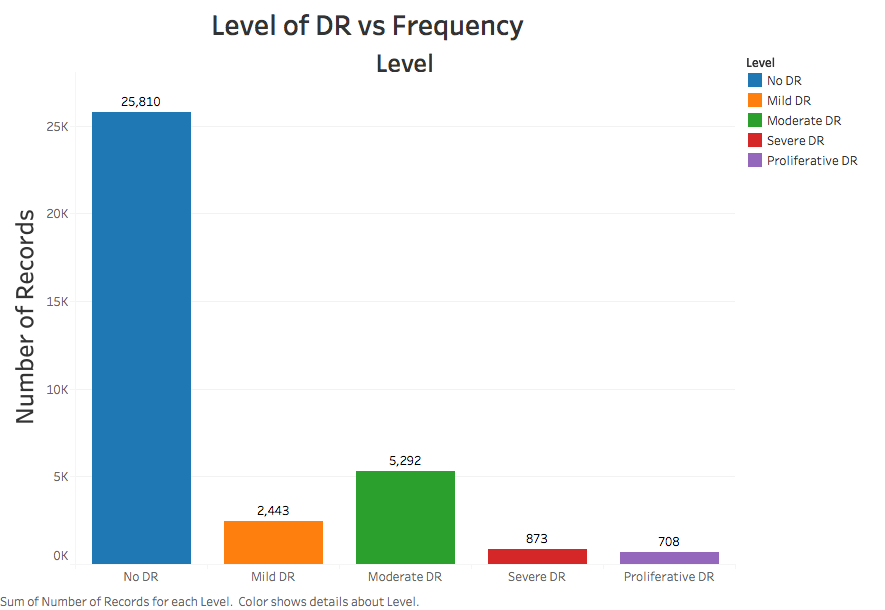 Level of DR vs Frequency
Level
Level
No DR
Mild DR
Moderate DR
Severe DR
Proliferative DR
Number of Records
25K
20K
15K
10K
5K
0K
25,810
2,443
5,292
873
708
No DR
Mild DR
Moderate DR
Severe DR
Proliferative DR
Sum of Number of Records for each Level.  Color shows details about Level.